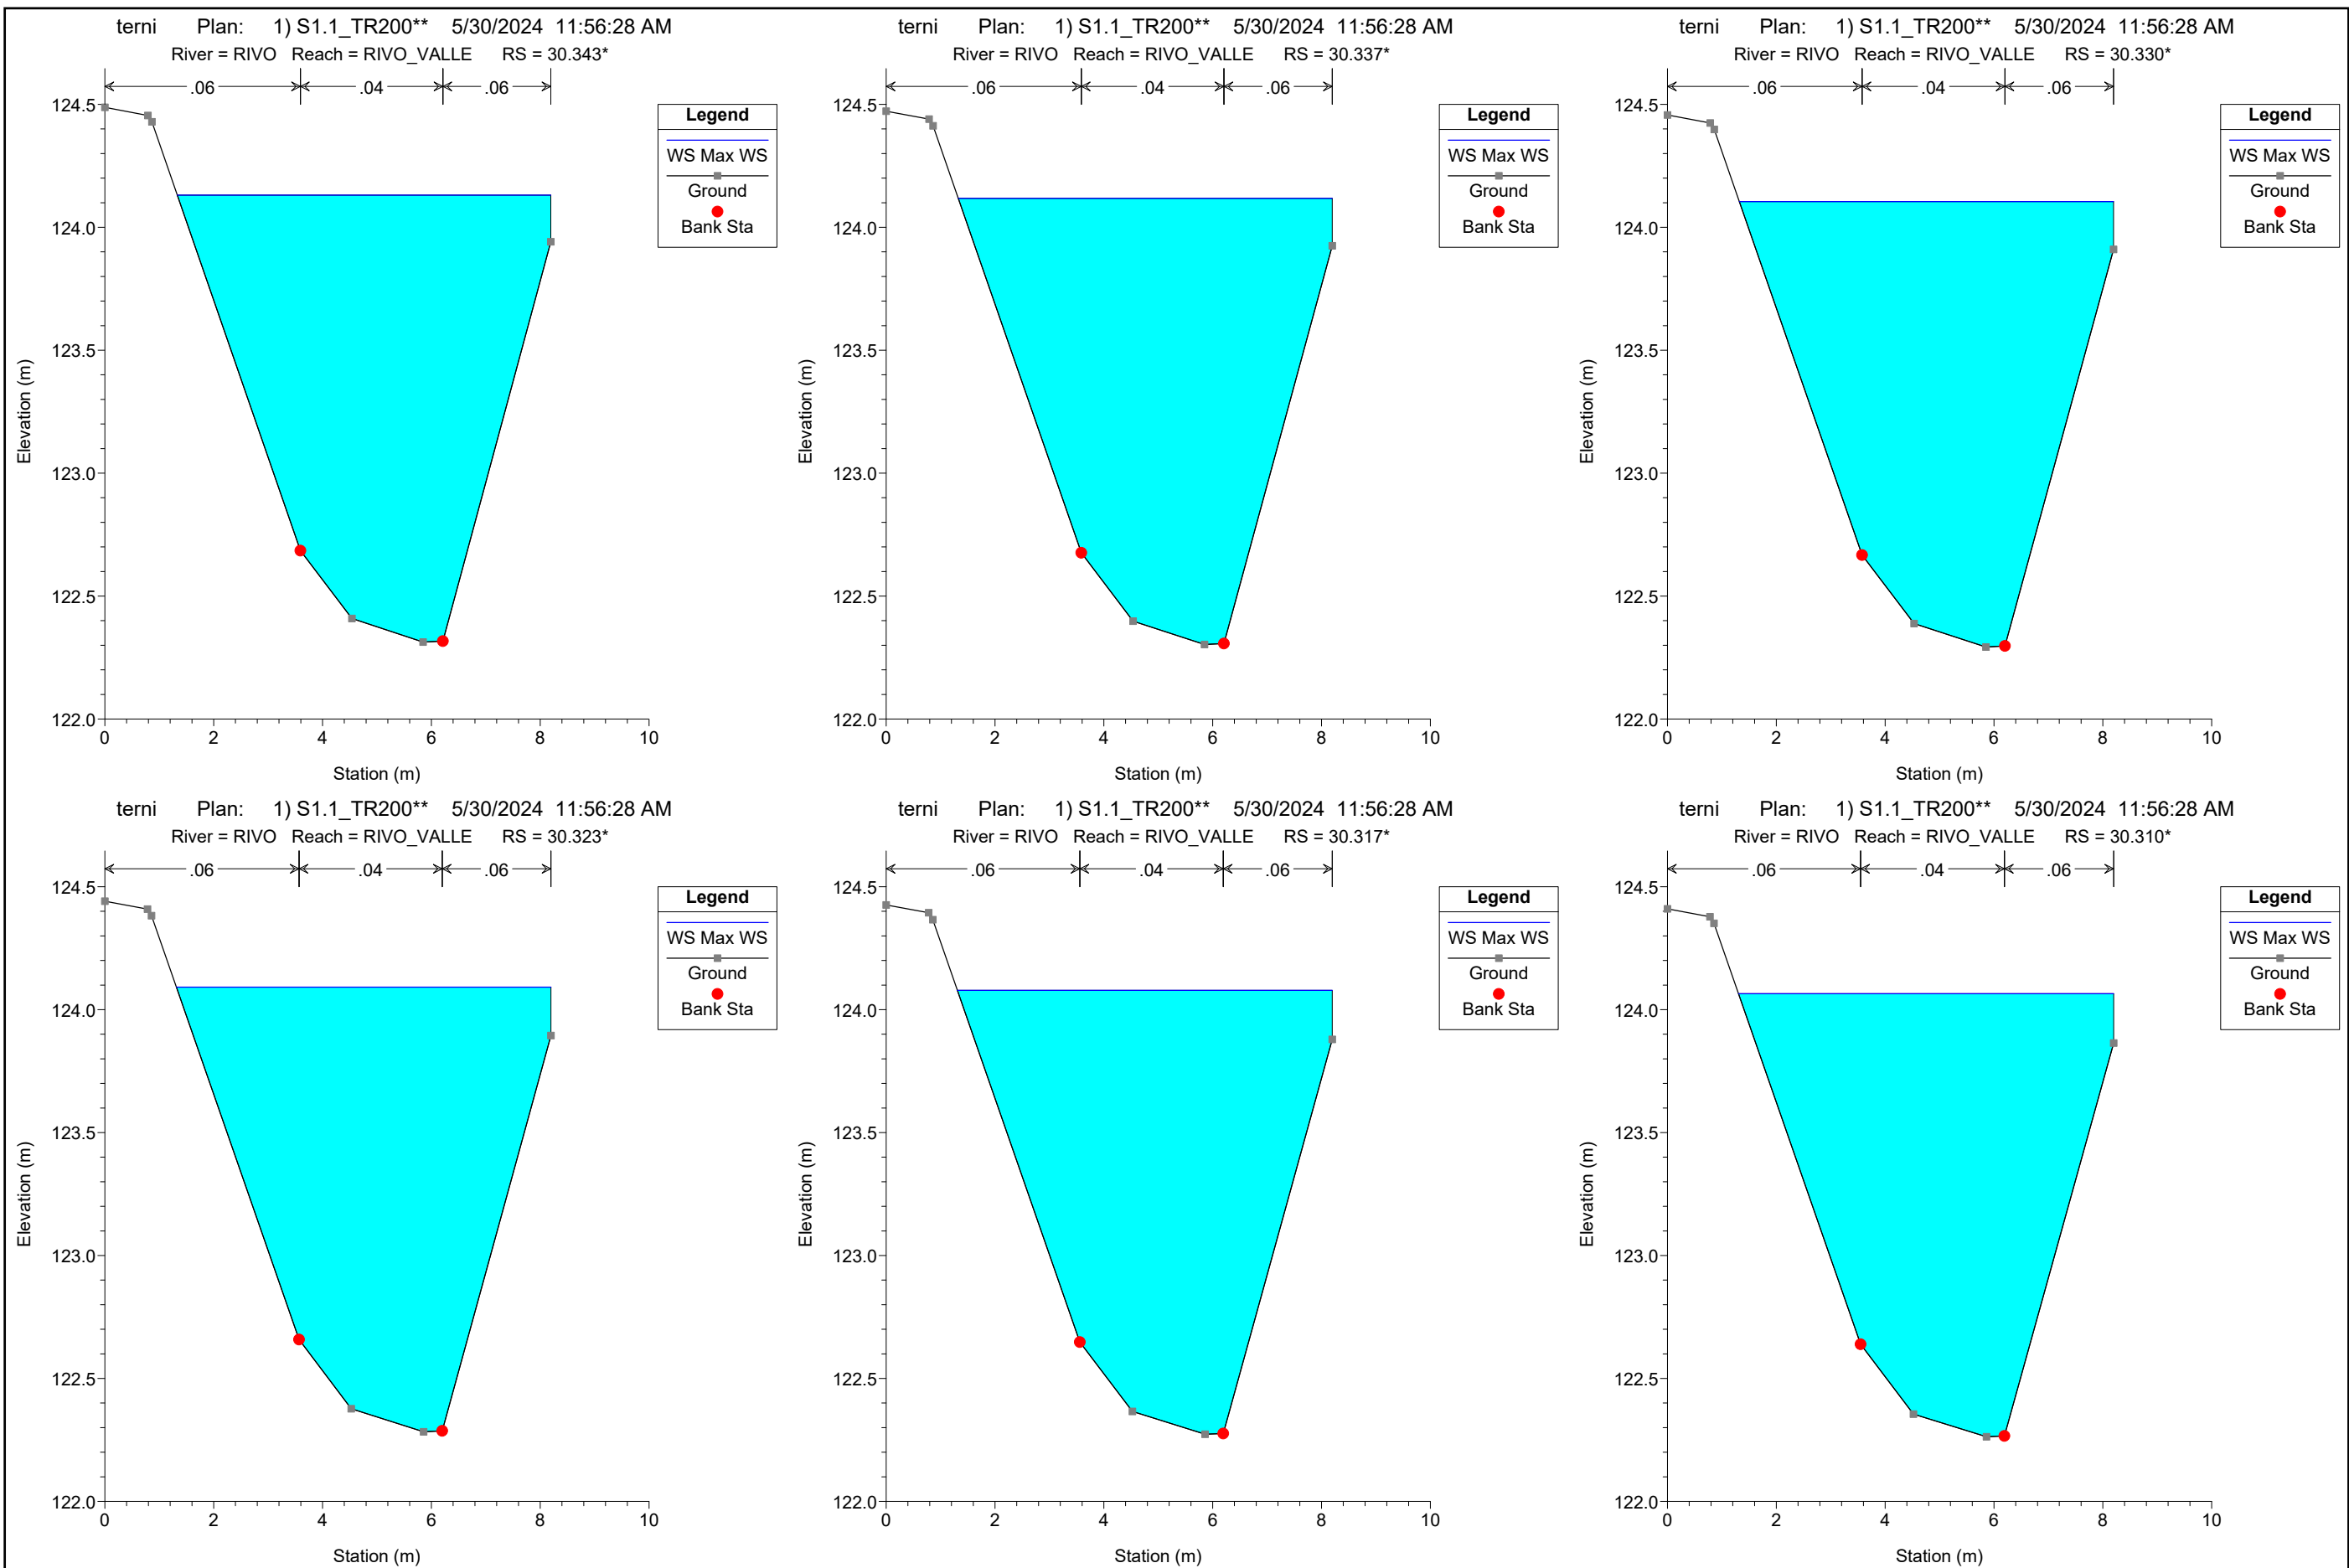 terni Plan: 1) S1.1_TR200** 5/30/2024 11:56:28 AM
River = RIVO Reach = RIVO_VALLE RS = 30.343*
.06 .04 .06
124.5
124.0
123.5
123.0
122.5
122.0
0 2 4 6 8 10
Station (m)
Elevation (m)
Legend
WS Max WS
Ground
Bank Sta
terni Plan: 1) S1.1_TR200** 5/30/2024 11:56:28 AM
River = RIVO Reach = RIVO_VALLE RS = 30.337*
.06 .04 .06
124.5
124.0
123.5
123.0
122.5
122.0
0 2 4 6 8 10
Station (m)
Elevation (m)
Legend
WS Max WS
Ground
Bank Sta
terni Plan: 1) S1.1_TR200** 5/30/2024 11:56:28 AM
River = RIVO Reach = RIVO_VALLE RS = 30.330*
.06 .04 .06
124.5
124.0
123.5
123.0
122.5
122.0
0 2 4 6 8 10
Station (m)
Elevation (m)
Legend
WS Max WS
Ground
Bank Sta
terni Plan: 1) S1.1_TR200** 5/30/2024 11:56:28 AM
River = RIVO Reach = RIVO_VALLE RS = 30.323*
.06 .04 .06
124.5
124.0
123.5
123.0
122.5
122.0
0 2 4 6 8 10
Station (m)
Elevation (m)
Legend
WS Max WS
Ground
Bank Sta
terni Plan: 1) S1.1_TR200** 5/30/2024 11:56:28 AM
River = RIVO Reach = RIVO_VALLE RS = 30.317*
.06 .04 .06
124.5
124.0
123.5
123.0
122.5
122.0
0 2 4 6 8 10
Station (m)
Elevation (m)
Legend
WS Max WS
Ground
Bank Sta
terni Plan: 1) S1.1_TR200** 5/30/2024 11:56:28 AM
River = RIVO Reach = RIVO_VALLE RS = 30.310*
.06 .04 .06
124.5
124.0
123.5
123.0
122.5
122.0
0 2 4 6 8 10
Station (m)
Elevation (m)
Legend
WS Max WS
Ground
Bank Sta